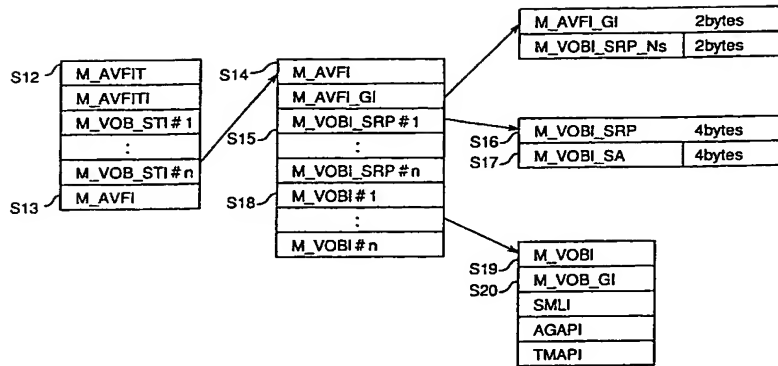 S12
M_AVFIT
M_AVFITI
M_VOB_STI#1
:
M_VOB_STI#n
S13
M_AVFI
S14
M_AVFI
M_AVFI_GI
S15
M_VOBI_SRP#1
:
M_VOBI_SRP#n
S18
M_VOBI#1
:
M_VOBI#n
M_AVFI_GI 2bytes
M_VOBI_SRP_Ns 2bytes
S16
M_VOBI_SRP 4bytes
S17
M_VOBI_SA 4bytes
S19
M_VOBI
S20
M_VOB_GI
SMLI
AGAPI
TMAPI